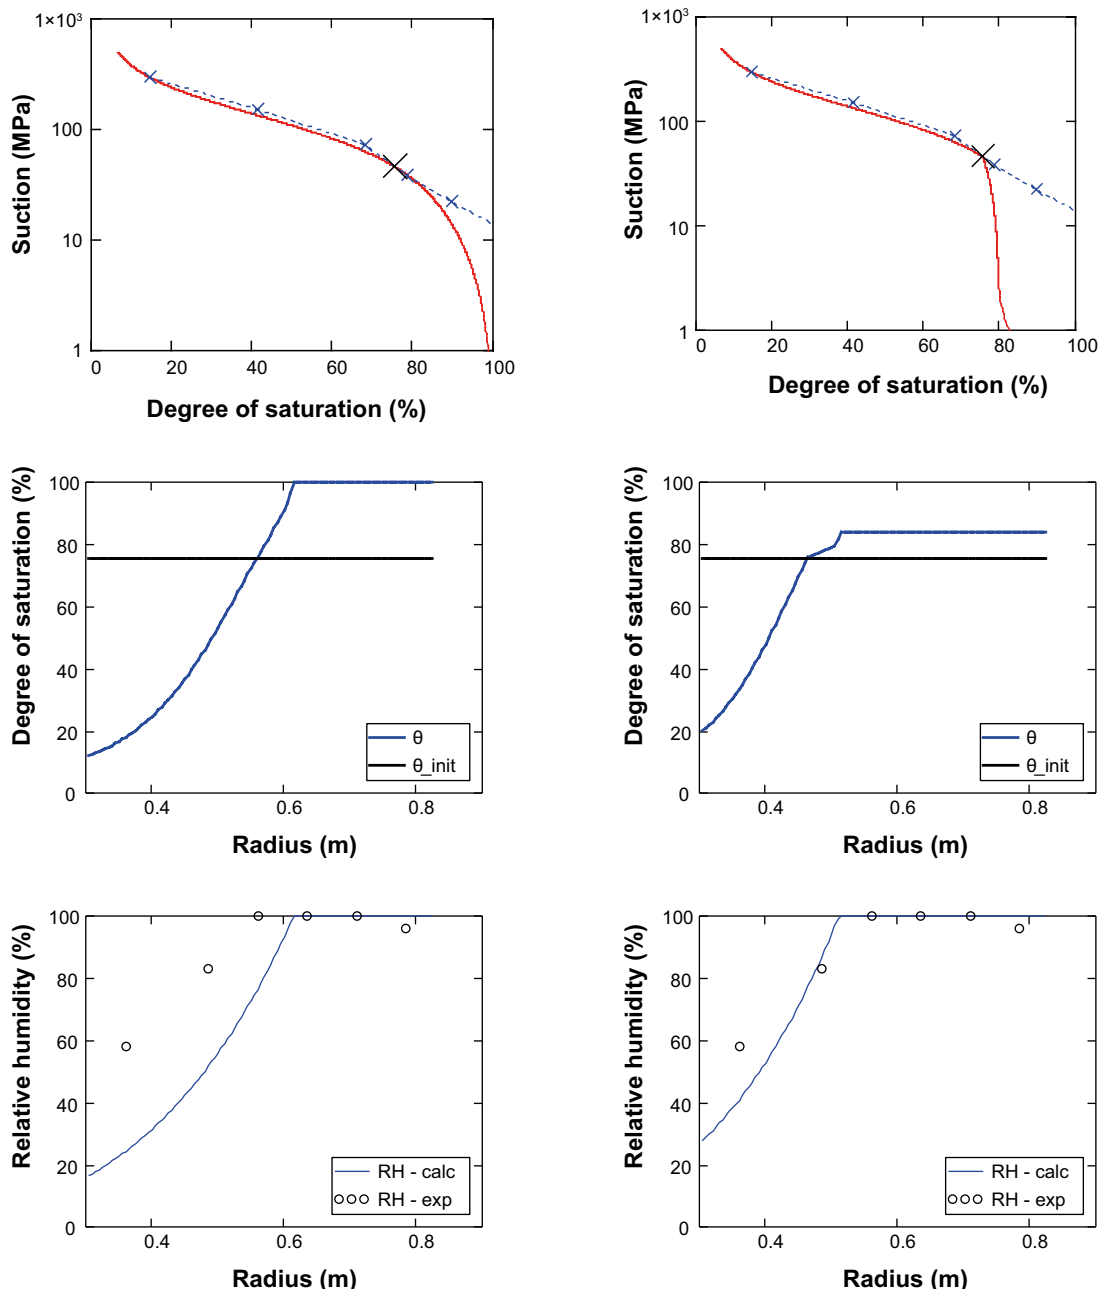 1×10³
100
10
1
Suction (MPa)
0 20 40 60 80 100
Degree of saturation (%)
1×10³
100
10
1
Suction (MPa)
0 20 40 60 80 100
Degree of saturation (%)
100
80
60
40
20
0
Degree of saturation (%)
θ
θ_init
0.4 0.6 0.8
Radius (m)
100
80
60
40
20
0
Degree of saturation (%)
θ
θ_init
0.4 0.6 0.8
Radius (m)
100
80
60
40
20
0
Relative humidity (%)
RH - calc
RH - exp
0.4 0.6 0.8
Radius (m)
100
80
60
40
20
0
Relative humidity (%)
RH - calc
RH - exp
0.4 0.6 0.8
Radius (m)